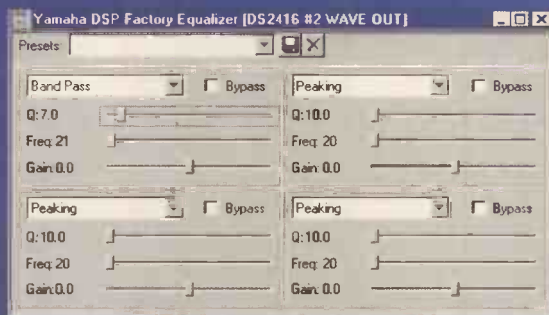 Yamaha DSP Factory Equalizer [DS2416 #2 WAVE OUT]
Presets:
Band Pass Bypass
Q: 7.0
Freq: 21
Gain: 0.0
Peaking Bypass
Q: 10.0
Freq: 20
Gain: 0.0
Peaking Bypass
Q: 10.0
Freq: 20
Gain: 0.0
Peaking Bypass
Q: 10.0
Freq: 20
Gain: 0.0